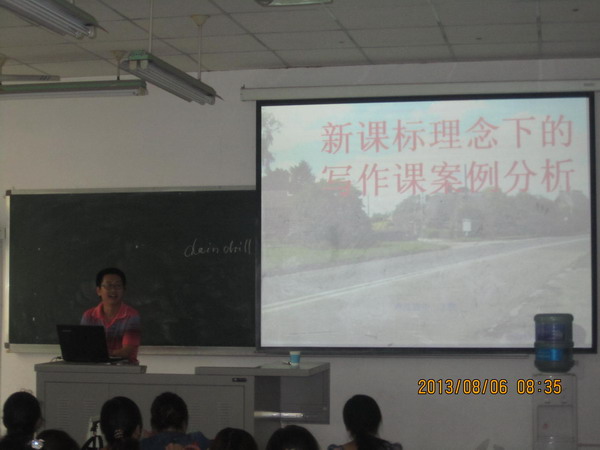 新课标理念下的
写作课案例分析
chain drill
2013/08/06 08:35